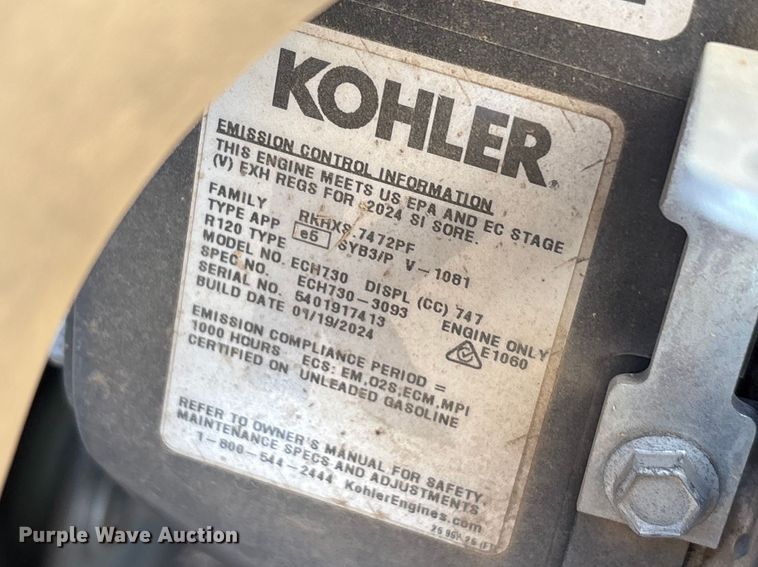 KOHLER
EMISSION CONTROL INFORMATION
THIS ENGINE MEETS US EPA AND EC STAGE
(V) EXH REGS FOR 2024 SI SORE.
FAMILY RKHXS.7472PF
TYPE APP e5 SYB3/P V-1081
R120 TYPE
MODEL NO. ECH730 DISPL (CC) 747
SPEC NO. ECH730-3093 ENGINE ONLY
SERIAL NO. 5401917413 E1060
BUILD DATE 01/19/2024
EMISSION COMPLIANCE PERIOD =
1000 HOURS ECS: EM,O2S,ECM,MPI
CERTIFIED ON UNLEADED GASOLINE
REFER TO OWNER'S MANUAL FOR SAFETY,
MAINTENANCE SPECS AND ADJUSTMENTS
1-800-544-2444 KohlerEngines.com
Purple Wave Auction